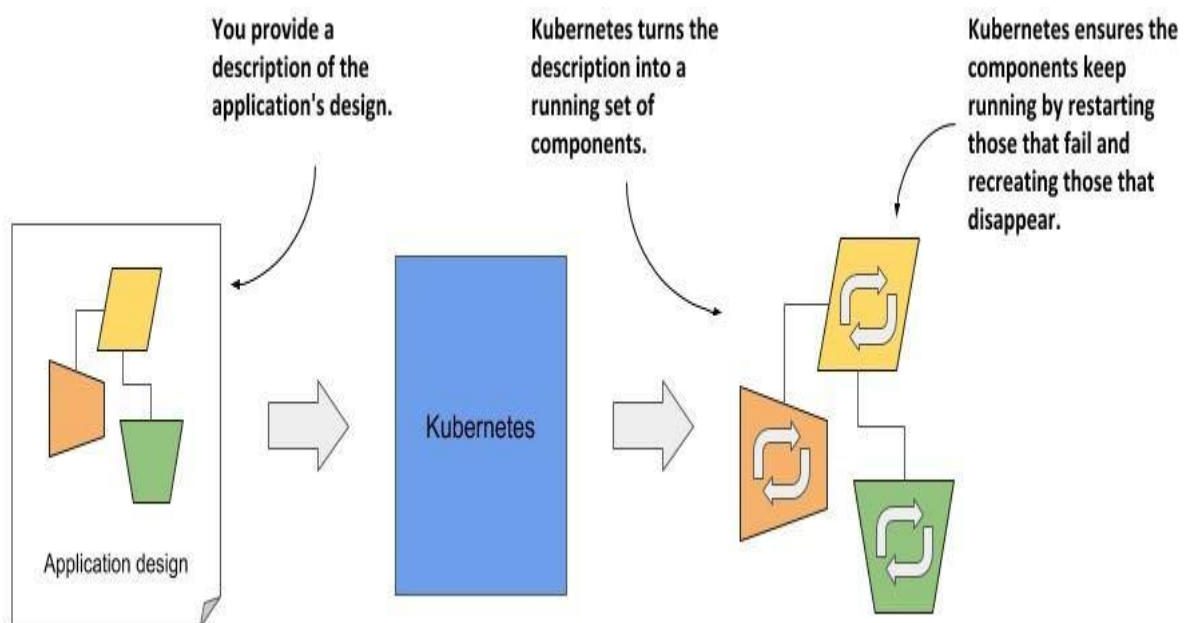 You provide a
description of the
application's design.
Kubernetes turns the
description into a
running set of
components.
Kubernetes ensures the
components keep
running by restarting
those that fail and
recreating those that
disappear.
Application design
Kubernetes